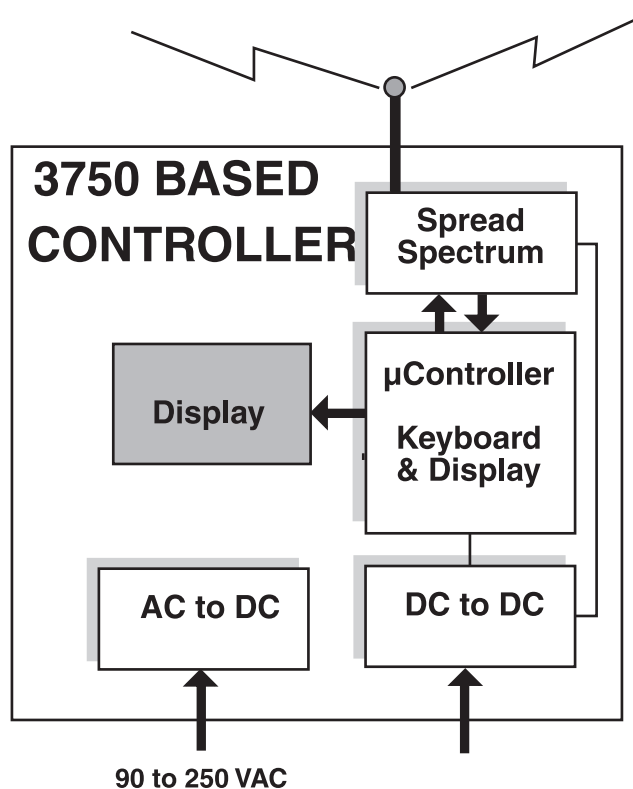 3750 BASED
CONTROLLER
Spread
Spectrum
µController
Keyboard
& Display
Display
AC to DC
DC to DC
90 to 250 VAC